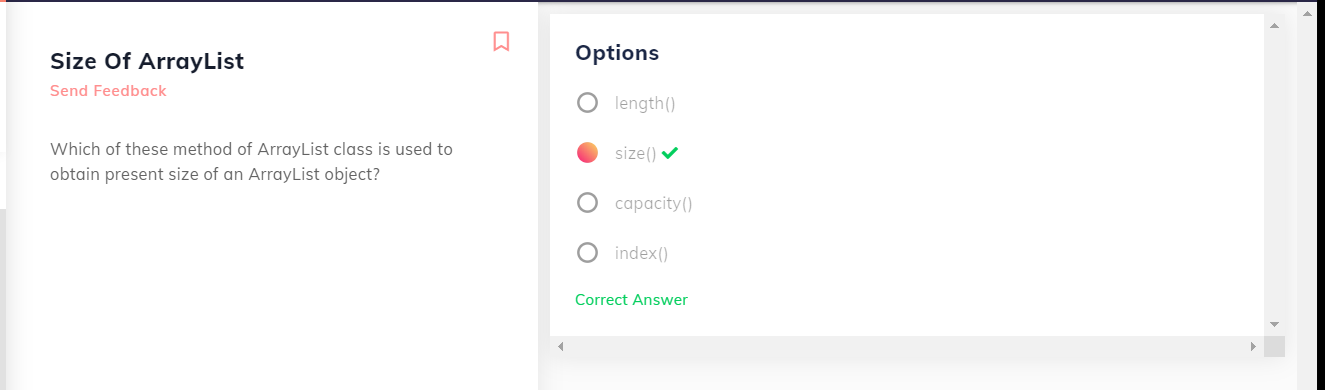 Size Of ArrayList
Send Feedback
Which of these method of ArrayList class is used to
obtain present size of an ArrayList object?
Options
length()
size()
capacity()
index()
Correct Answer